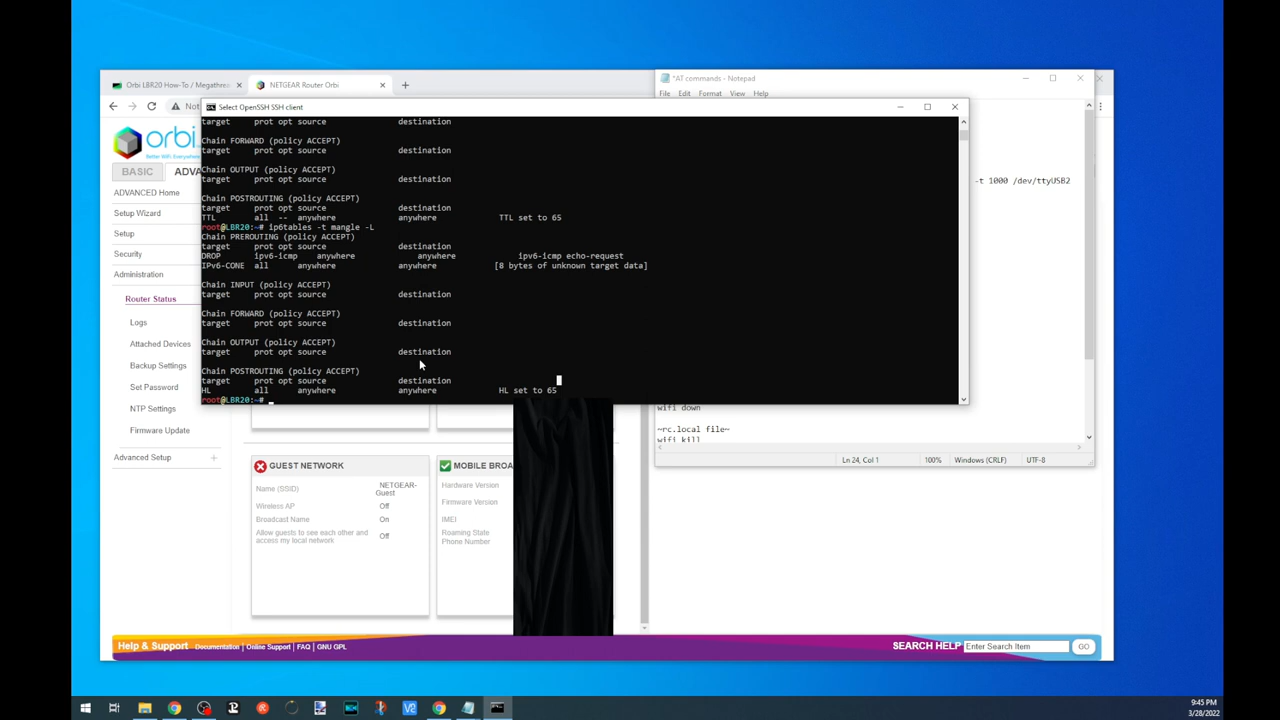 Orbi LBR20 How-To / Megathre
NETGEAR Router Orbi
*AT commands - Notepad
File Edit Format View Help
Not
Select OpenSSH SSH client
orbi
Better WiFi. Everywhere.
BASIC
ADVA
ADVANCED Home
Setup Wizard
Setup
Security
Administration
Router Status
Logs
Attached Devices
Backup Settings
Set Password
NTP Settings
Firmware Update
Advanced Setup
target prot opt source destination
Chain FORWARD (policy ACCEPT)
target prot opt source destination
Chain OUTPUT (policy ACCEPT)
target prot opt source destination
Chain POSTROUTING (policy ACCEPT)
target prot opt source destination
TTL all -- anywhere anywhere TTL set to 65
root@LBR20:~# ip6tables -t mangle -L
Chain PREROUTING (policy ACCEPT)
target prot opt source destination
DROP ipv6-icmp anywhere anywhere ipv6-icmp echo-request
IPv6-CONE all anywhere anywhere [8 bytes of unknown target data]
Chain INPUT (policy ACCEPT)
target prot opt source destination
Chain FORWARD (policy ACCEPT)
target prot opt source destination
Chain OUTPUT (policy ACCEPT)
target prot opt source destination
Chain POSTROUTING (policy ACCEPT)
target prot opt source destination
HL all anywhere anywhere HL set to 65
root@LBR20:~#
-t 1000 /dev/ttyUSB2
wifi down
~rc.local file~
wifi kill
Ln 24, Col 1 100% Windows (CRLF) UTF-8
GUEST NETWORK
Name (SSID) NETGEAR-Guest
Wireless AP Off
Broadcast Name On
Allow guests to see each other and
access my local network Off
MOBILE BROA
Hardware Version
Firmware Version
IMEI
Roaming State
Phone Number
Help & Support Documentation | Online Support | FAQ | GNU GPL
SEARCH HELP Enter Search Item GO
9:45 PM
3/28/2022